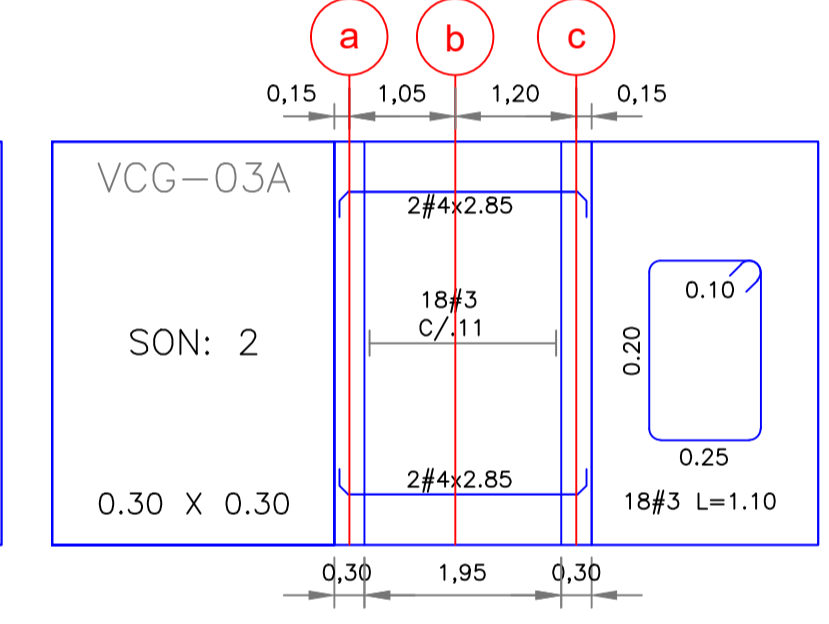 a b c
0,15 1,05 1,20 0,15
VCG-03A
2#4x2.85
18#3
C/.11
SON: 2
0.10
0.20
0.25
2#4x2.85
0.30 X 0.30
18#3 L=1.10
0,30 1,95 0,30